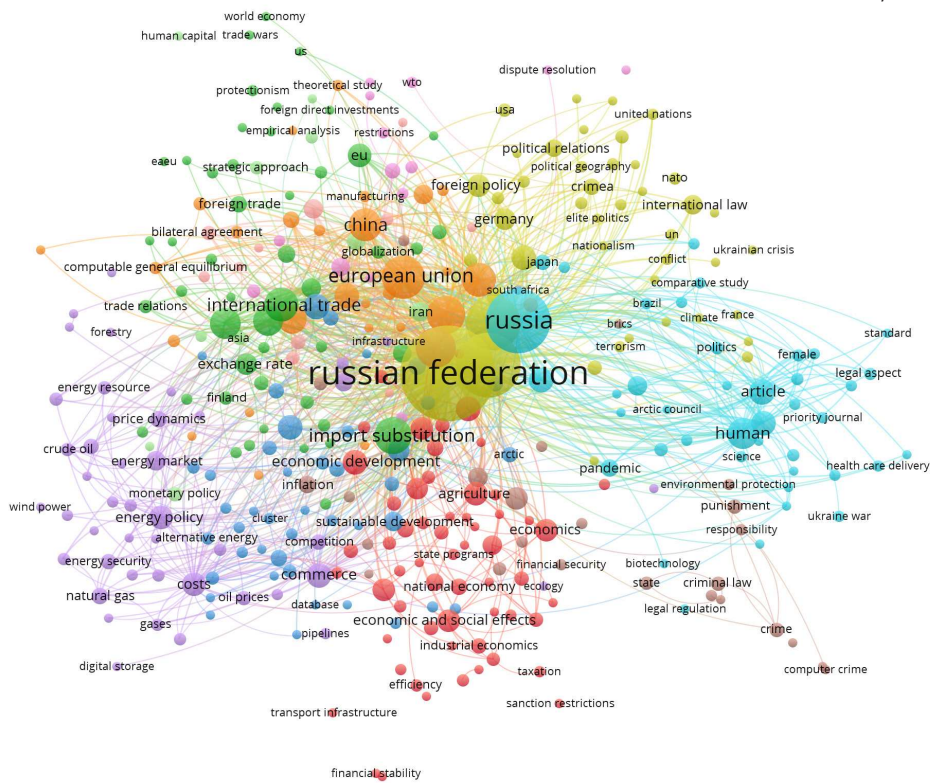 world economy
human capital
trade wars
us
dispute resolution
protectionism
theoretical study
wto
foreign direct investments
usa
united nations
empirical analysis
restrictions
political relations
eu
eaeu
strategic approach
political geography
foreign policy
crimea
nato
manufacturing
foreign trade
international law
china
germany
elite politics
bilateral agreement
un
globalization
nationalism
ukrainian crisis
computable general equilibrium
european union
japan
conflict
south africa
comparative study
trade relations
international trade
iran
russia
brazil
climate
france
forestry
asia
infrastructure
brics
terrorism
politics
standard
female
exchange rate
russian federation
legal aspect
energy resource
finland
article
arctic council
price dynamics
priority journal
import substitution
human
crude oil
energy market
economic development
arctic
science
pandemic
health care delivery
monetary policy
inflation
agriculture
environmental protection
wind power
punishment
energy policy
cluster
sustainable development
economics
responsibility
ukraine war
alternative energy
competition
state programs
financial security
biotechnology
energy security
costs
commerce
national economy
ecology
state
criminal law
natural gas
oil prices
database
legal regulation
gases
pipelines
economic and social effects
crime
industrial economics
digital storage
taxation
computer crime
efficiency
sanction restrictions
transport infrastructure
financial stability